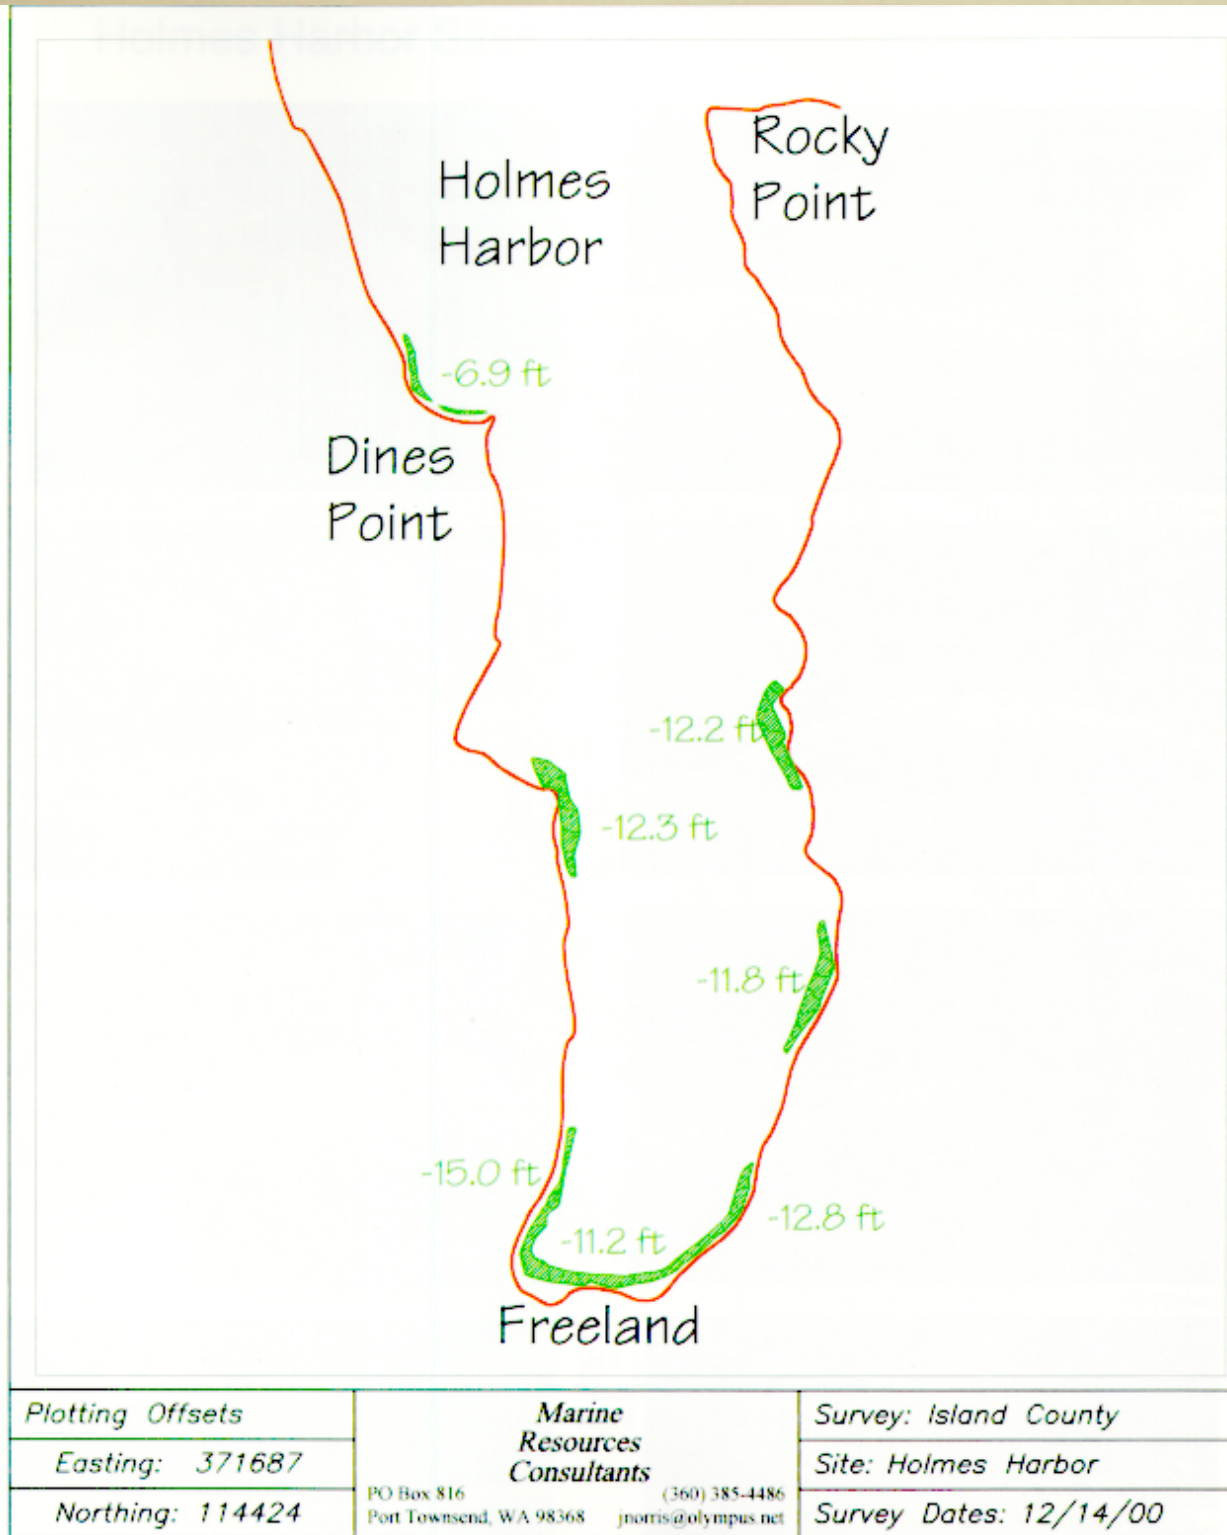 Holmes Harbor
Rocky
Point
Holmes
Harbor
-6.9 ft
Dines
Point
-12.2 ft
-12.3 ft
-11.8 ft
-15.0 ft
-12.8 ft
-11.2 ft
Freeland
Plotting Offsets
Easting: 371687
Northing: 114424
Marine
Resources
Consultants
PO Box 816 (360) 385-4486
Port Townsend, WA 98368 jnorris@olympus.net
Survey: Island County
Site: Holmes Harbor
Survey Dates: 12/14/00